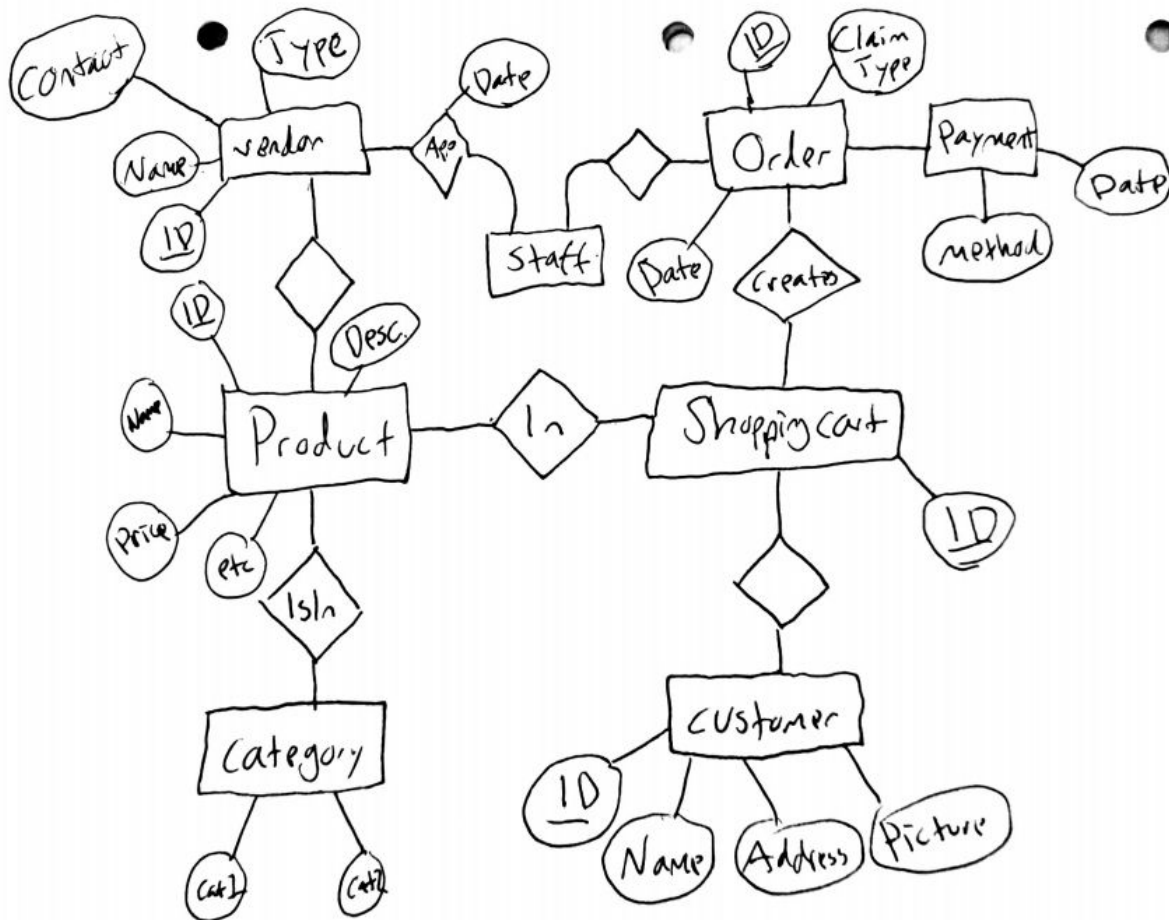 Contact
Type
Date
ID
Claim
Type
Vendor
App
Order
Payment
Name
Date
ID
Staff
Date
method
Creates
ID
Desc.
Name
Product
In
Shopping cart
Price
etc
ID
IsIn
Category
Customer
ID
Name
Address
Picture
Cat1
Cat2